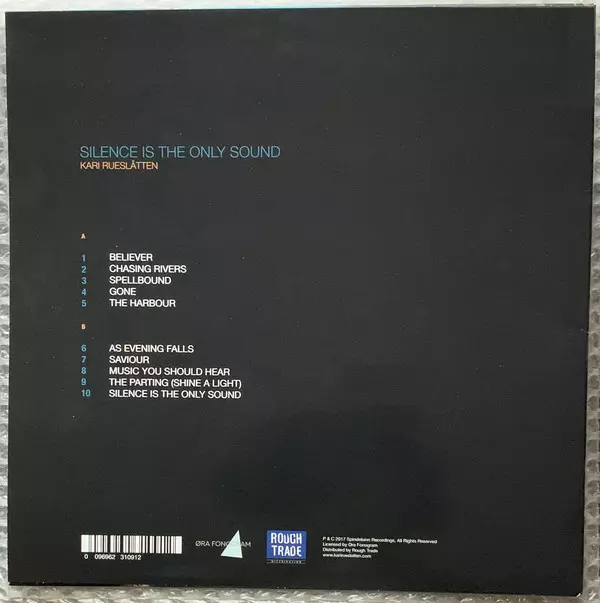 SILENCE IS THE ONLY SOUND
KARI RUESLÅTTEN
A
1 BELIEVER
2 CHASING RIVERS
3 SPELLBOUND
4 GONE
5 THE HARBOUR
B
6 AS EVENING FALLS
7 SAVIOUR
8 MUSIC YOU SHOULD HEAR
9 THE PARTING (SHINE A LIGHT)
10 SILENCE IS THE ONLY SOUND
0 096962 310912
ØRA FONOGRAM
ROUGH
TRADE
DISTRIBUTION
P & C 2017 Spindelsinn Recordings, All Rights Reserved
Licensed by Øra Fonogram
Distributed by Rough Trade
www.karirueslatten.com